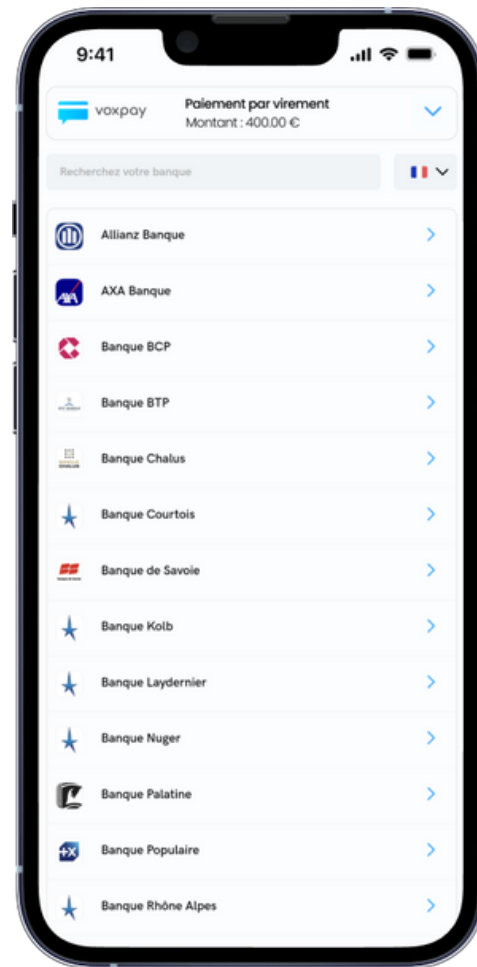 9:41
voxpay
Paiement par virement
Montant : 400.00 €
Recherchez votre banque
Allianz Banque
AXA Banque
Banque BCP
Banque BTP
Banque Chalus
Banque Courtois
Banque de Savoie
Banque Kolb
Banque Laydernier
Banque Nuger
Banque Palatine
Banque Populaire
Banque Rhône Alpes